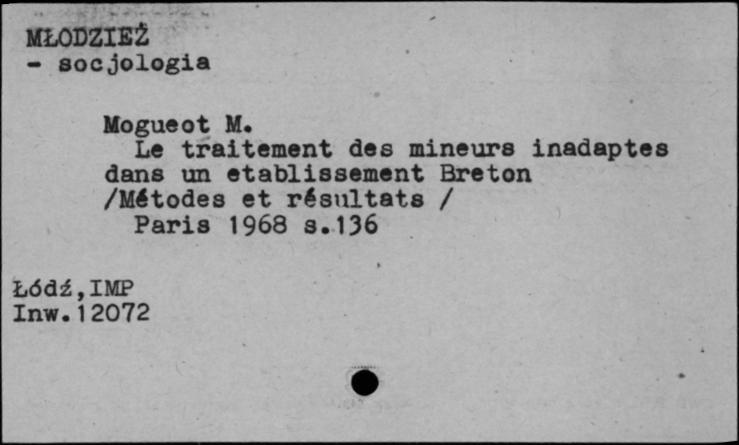 MŁODZIEŻ
- socjologia
Mogueot M.
Le traitement des mineurs inadaptes
dans un etablissement Breton
/Métodes et résultats /
Paris 1968 s.136
Łódź,IMP
Inw.12072